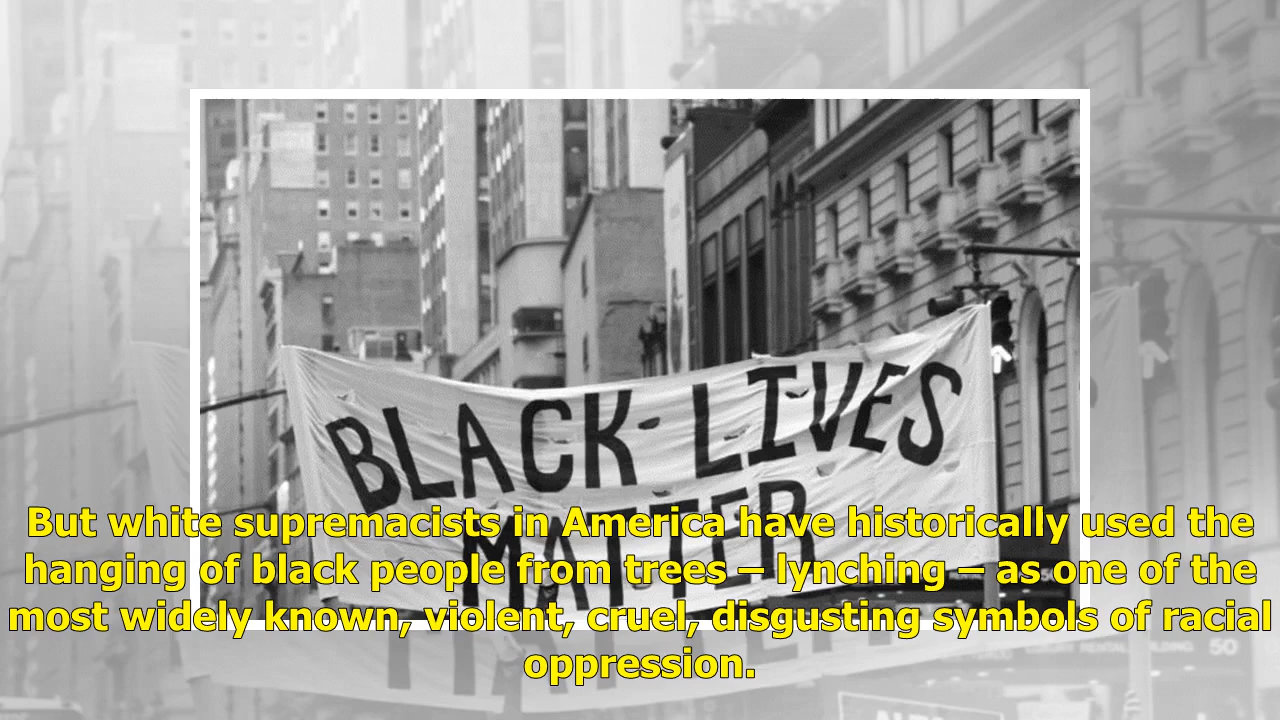 BLACK LIVES
MATTER
But white supremacists in America have historically used the
hanging of black people from trees – lynching – as one of the
most widely known, violent, cruel, disgusting symbols of racial
oppression.
50